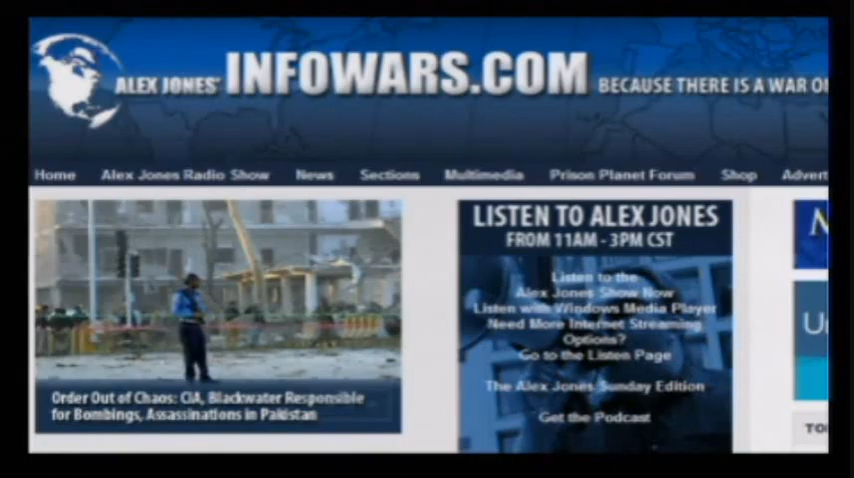 ALEX JONES' INFOWARS.COM BECAUSE THERE IS A WAR
Home Alex Jones Radio Show News Sections Multimedia Prison Planet Forum Shop Advert
LISTEN TO ALEX JONES
FROM 11AM - 3PM CST
Listen to the
Alex Jones Show Now
Listen with Windows Media Player
Need More Internet Streaming
Options?
Go to the Listen Page
The Alex Jones Sunday Edition
Get the Podcast
Order Out of Chaos: CIA, Blackwater Responsible
for Bombings, Assassinations in Pakistan